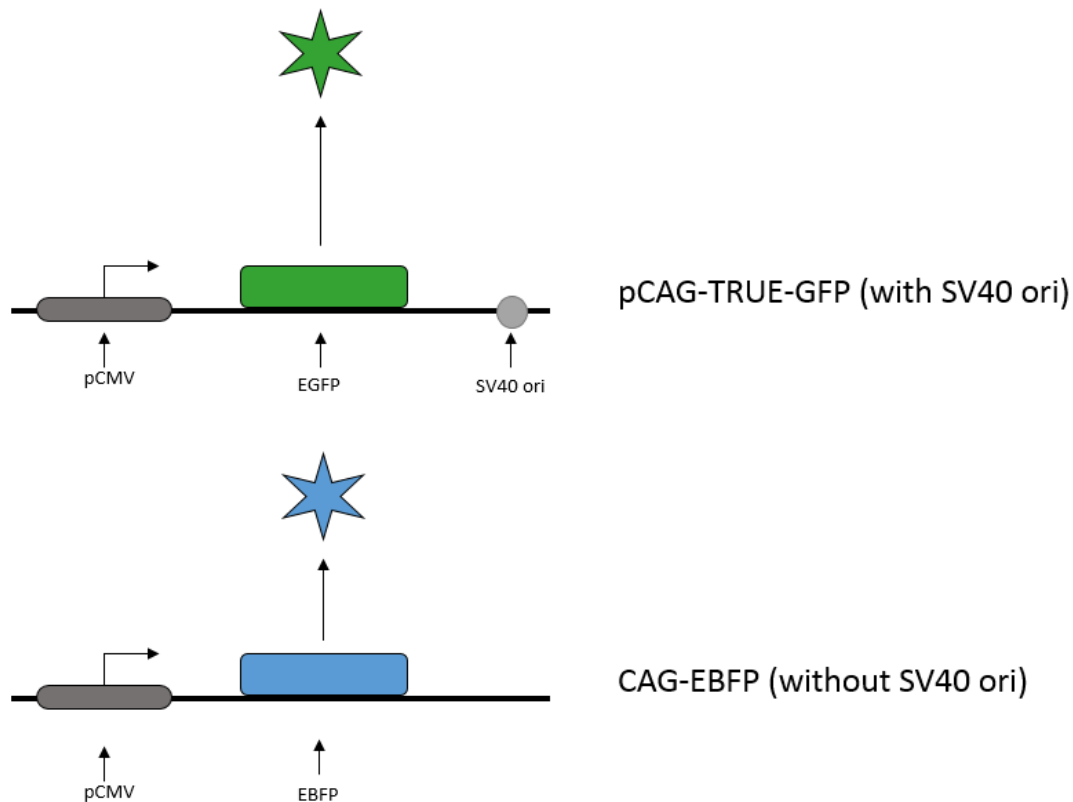 pCAG-TRUE-GFP (with SV40 ori)
pCMV
EGFP
SV40 ori
CAG-EBFP (without SV40 ori)
pCMV
EBFP